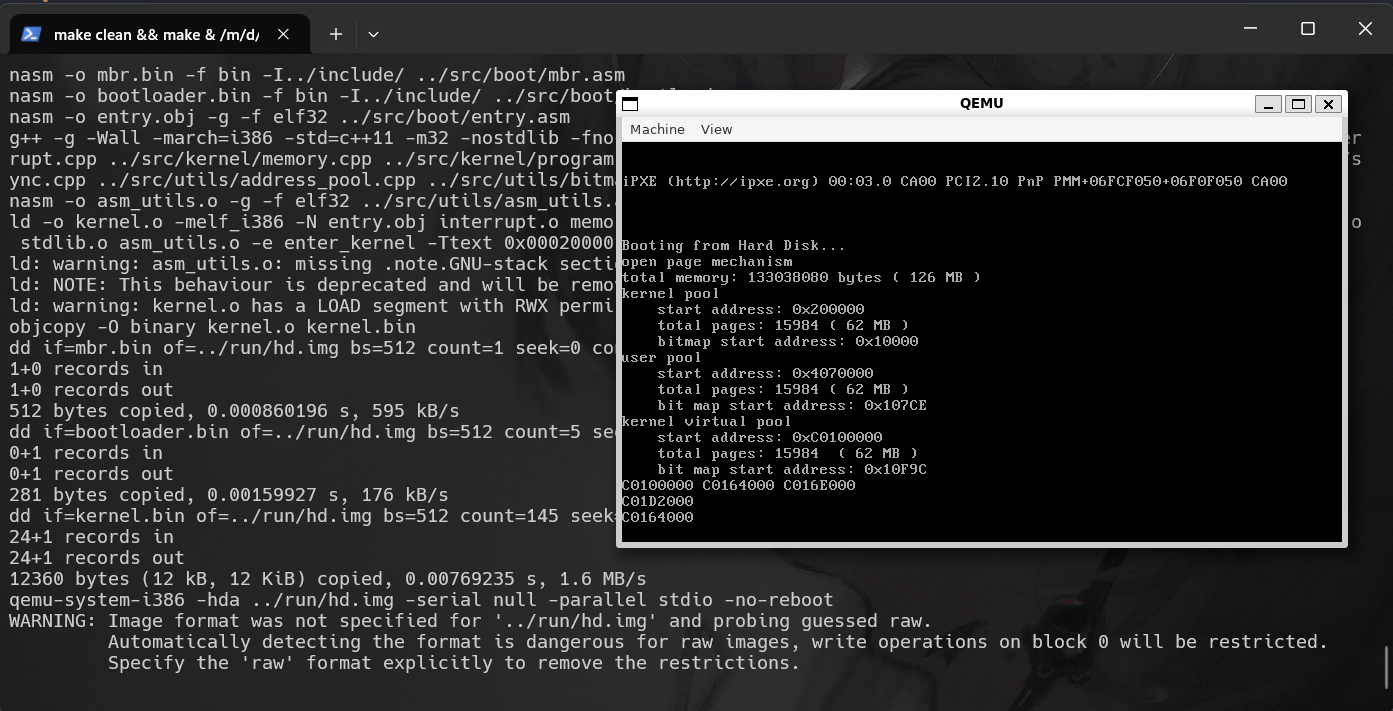 make clean && make & /m/d/
nasm -o mbr.bin -f bin -I../include/ ../src/boot/mbr.asm
nasm -o bootloader.bin -f bin -I../include/ ../src/boot/
nasm -o entry.obj -g -f elf32 ../src/boot/entry.asm
g++ -g -Wall -march=i386 -std=c++11 -m32 -nostdlib -fno
er
rupt.cpp ../src/kernel/memory.cpp ../src/kernel/program
/s
ync.cpp ../src/utils/address_pool.cpp ../src/utils/bitm
nasm -o asm_utils.o -g -f elf32 ../src/utils/asm_utils.
ld -o kernel.o -melf_i386 -N entry.obj interrupt.o memo
o
stdlib.o asm_utils.o -e enter_kernel -Ttext 0x00020000
ld: warning: asm_utils.o: missing .note.GNU-stack secti
ld: NOTE: This behaviour is deprecated and will be remo
ld: warning: kernel.o has a LOAD segment with RWX permi
objcopy -O binary kernel.o kernel.bin
dd if=mbr.bin of=../run/hd.img bs=512 count=1 seek=0 co
1+0 records in
1+0 records out
512 bytes copied, 0.000860196 s, 595 kB/s
dd if=bootloader.bin of=../run/hd.img bs=512 count=5 se
0+1 records in
0+1 records out
281 bytes copied, 0.00159927 s, 176 kB/s
dd if=kernel.bin of=../run/hd.img bs=512 count=145 seek
24+1 records in
24+1 records out
12360 bytes (12 kB, 12 KiB) copied, 0.00769235 s, 1.6 MB/s
qemu-system-i386 -hda ../run/hd.img -serial null -parallel stdio -no-reboot
WARNING: Image format was not specified for '../run/hd.img' and probing guessed raw.
Automatically detecting the format is dangerous for raw images, write operations on block 0 will be restricted.
Specify the 'raw' format explicitly to remove the restrictions.
QEMU
Machine View
iPXE (http://ipxe.org) 00:03.0 CA00 PCI2.10 PnP PMM+06FCF050+06F0F050 CA00
Booting from Hard Disk...
open page mechanism
total memory: 133038080 bytes ( 126 MB )
kernel pool
start address: 0x200000
total pages: 15984 ( 62 MB )
bitmap start address: 0x10000
user pool
start address: 0x4070000
total pages: 15984 ( 62 MB )
bit map start address: 0x107CE
kernel virtual pool
start address: 0xC0100000
total pages: 15984  ( 62 MB )
bit map start address: 0x10F9C
C0100000 C0164000 C016E000
C01D2000
C0164000